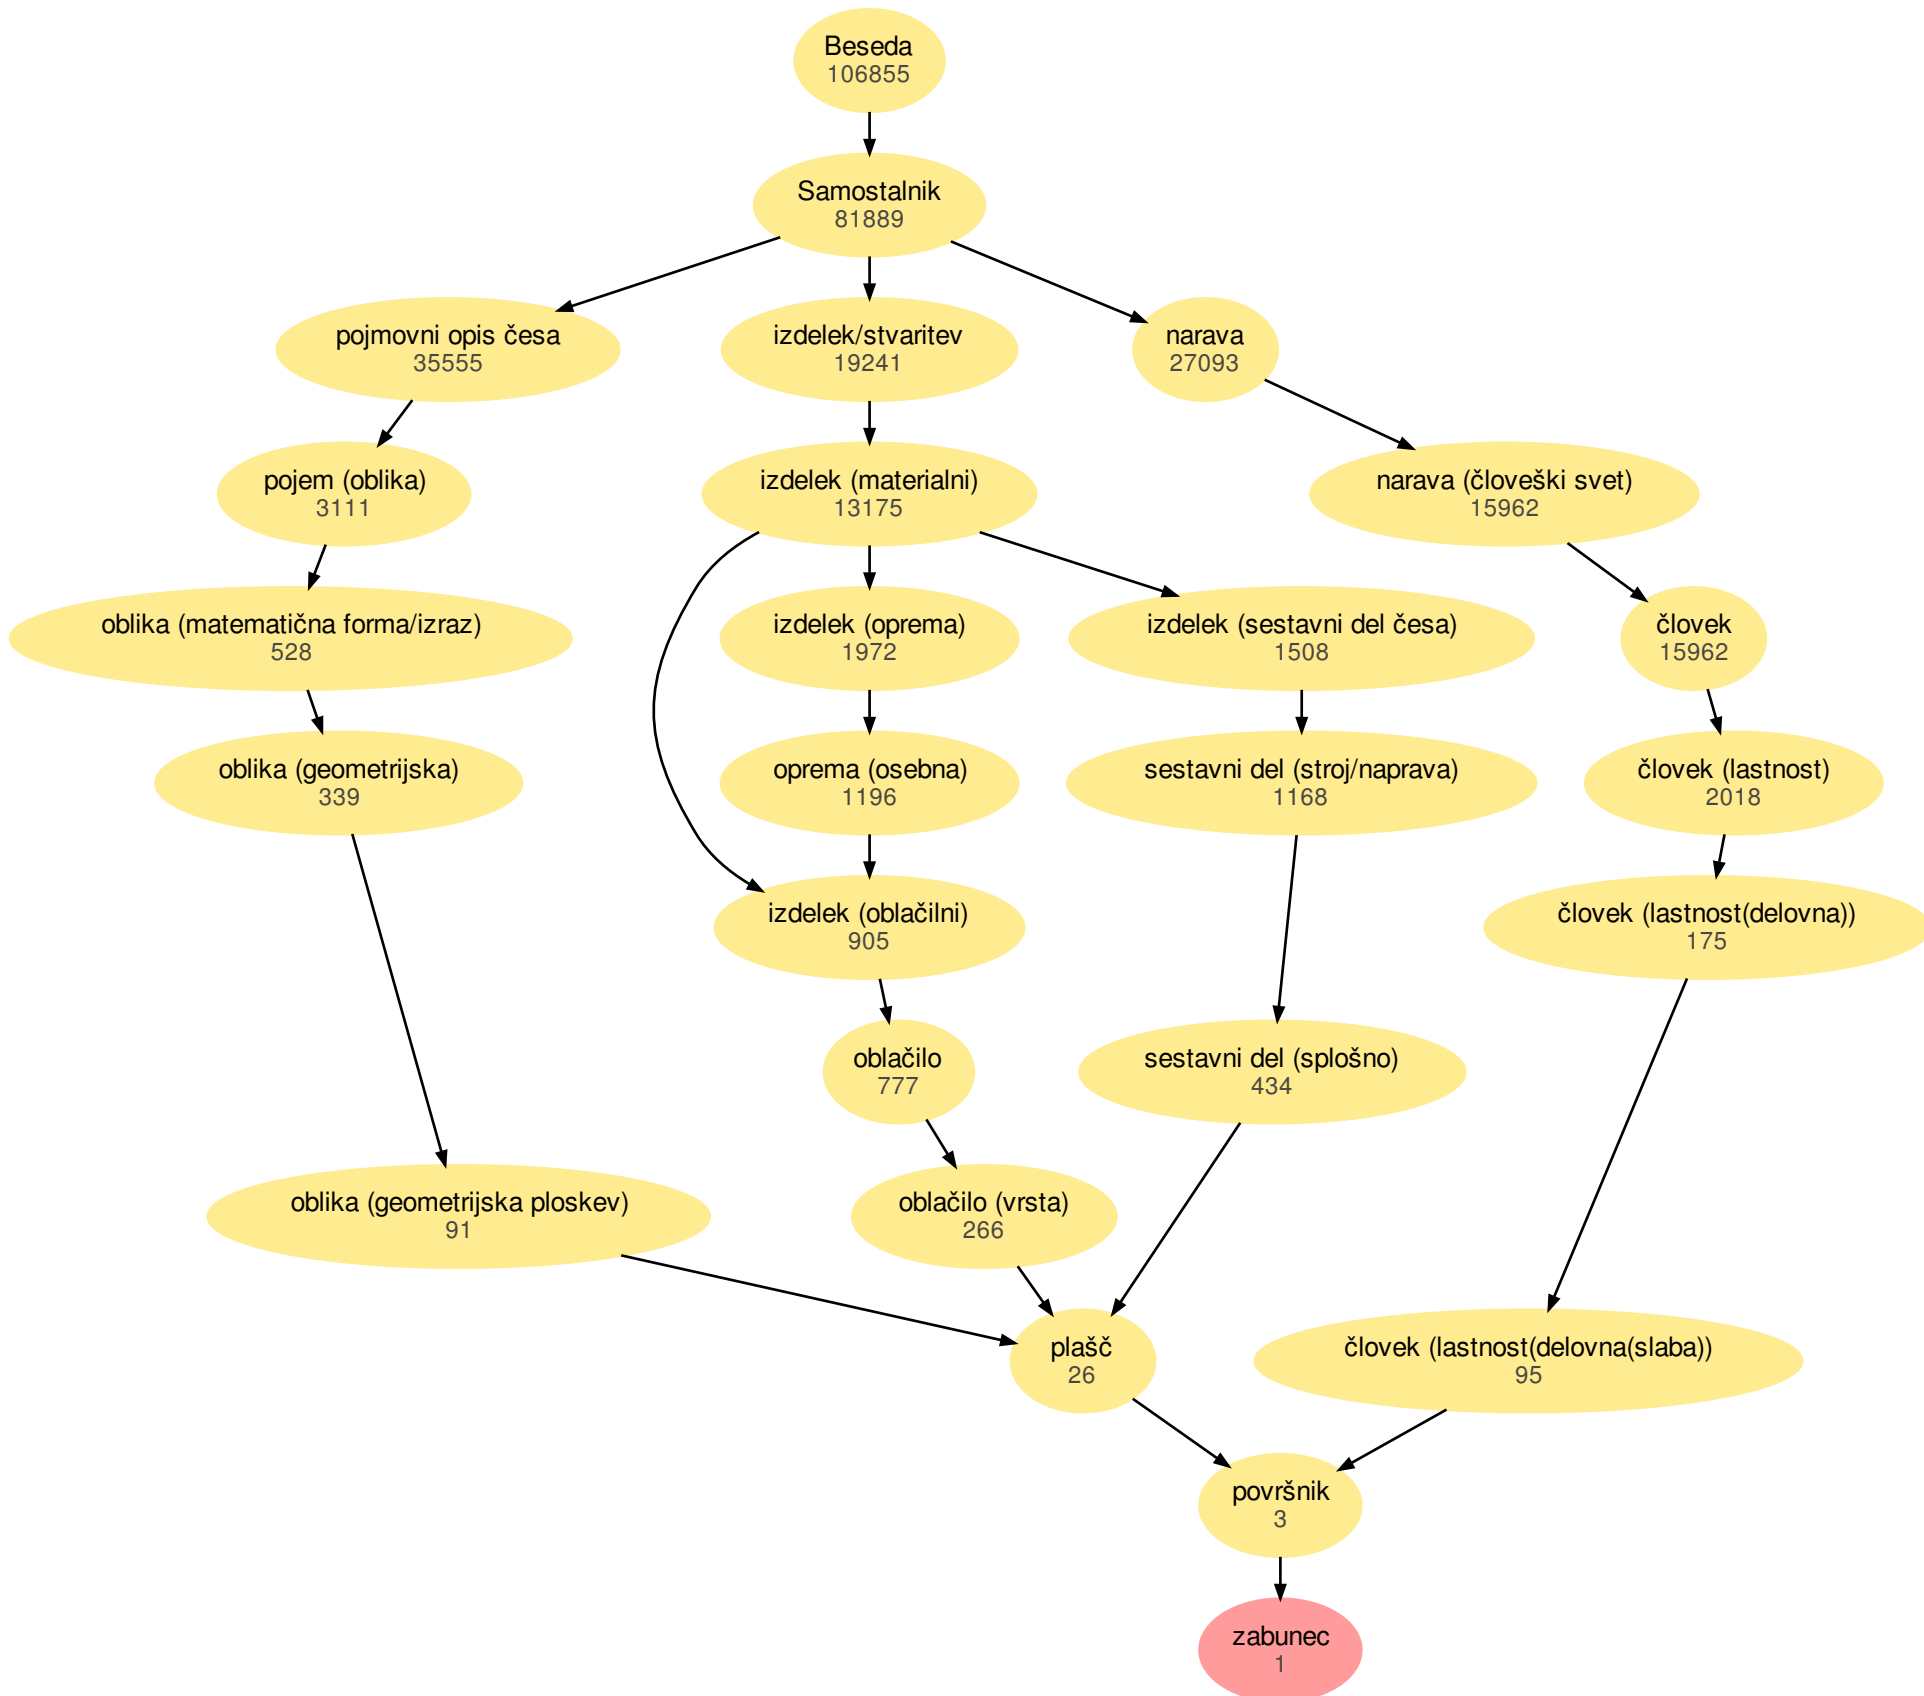 Beseda
106855
Samostalnik
81889
pojmovni opis česa
35555
izdelek/stvaritev
19241
narava
27093
pojem (oblika)
3111
izdelek (materialni)
13175
narava (človeški svet)
15962
oblika (matematična forma/izraz)
528
izdelek (oprema)
1972
izdelek (sestavni del česa)
1508
človek
15962
oblika (geometrijska)
339
oprema (osebna)
1196
sestavni del (stroj/naprava)
1168
človek (lastnost)
2018
izdelek (oblačilni)
905
človek (lastnost(delovna))
175
oblačilo
777
sestavni del (splošno)
434
oblika (geometrijska ploskev)
91
oblačilo (vrsta)
266
plašč
26
človek (lastnost(delovna(slaba))
95
površnik
3
zabunec
1